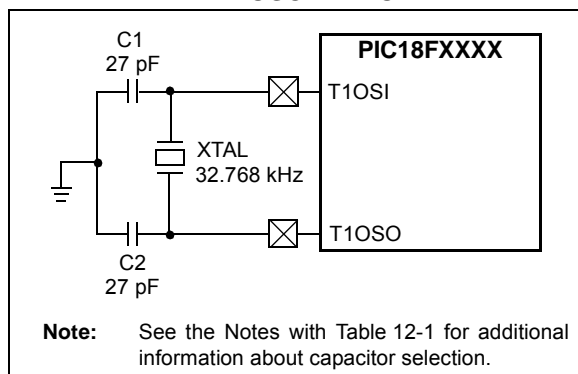 C1
27 pF
PIC18FXXXX
T1OSI
XTAL
32.768 kHz
T1OSO
C2
27 pF
Note: See the Notes with Table 12-1 for additional
information about capacitor selection.